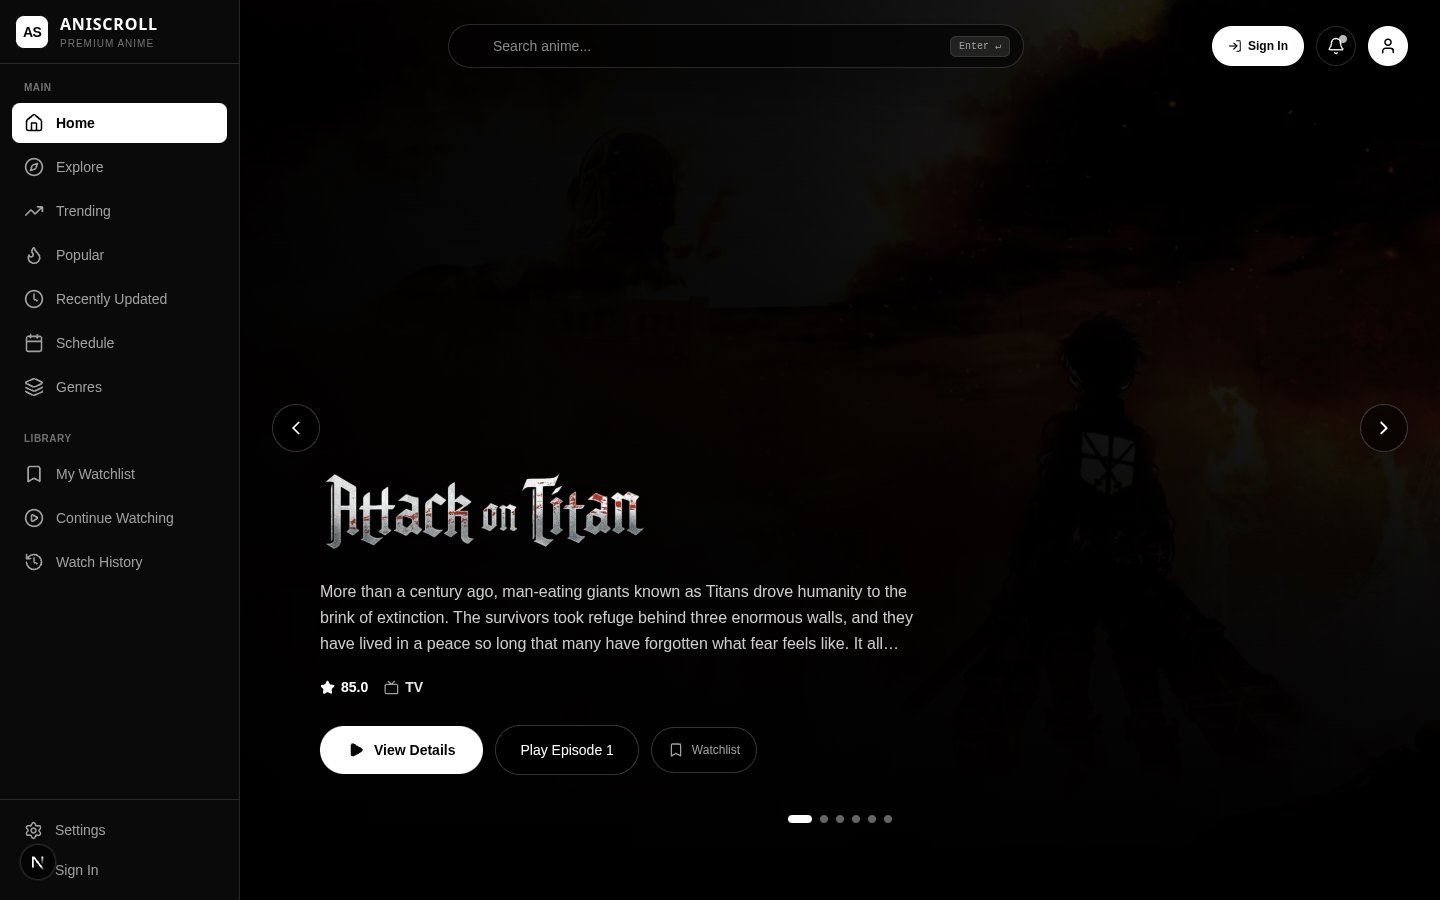 AS
ANISCROLL
PREMIUM ANIME
MAIN
Home
Explore
Trending
Popular
Recently Updated
Schedule
Genres
LIBRARY
My Watchlist
Continue Watching
Watch History
Settings
N
Sign In
Search anime...
Enter ↵
Sign In
Attack on Titan
More than a century ago, man-eating giants known as Titans drove humanity to the
brink of extinction. The survivors took refuge behind three enormous walls, and they
have lived in a peace so long that many have forgotten what fear feels like. It all…
85.0
TV
View Details
Play Episode 1
Watchlist